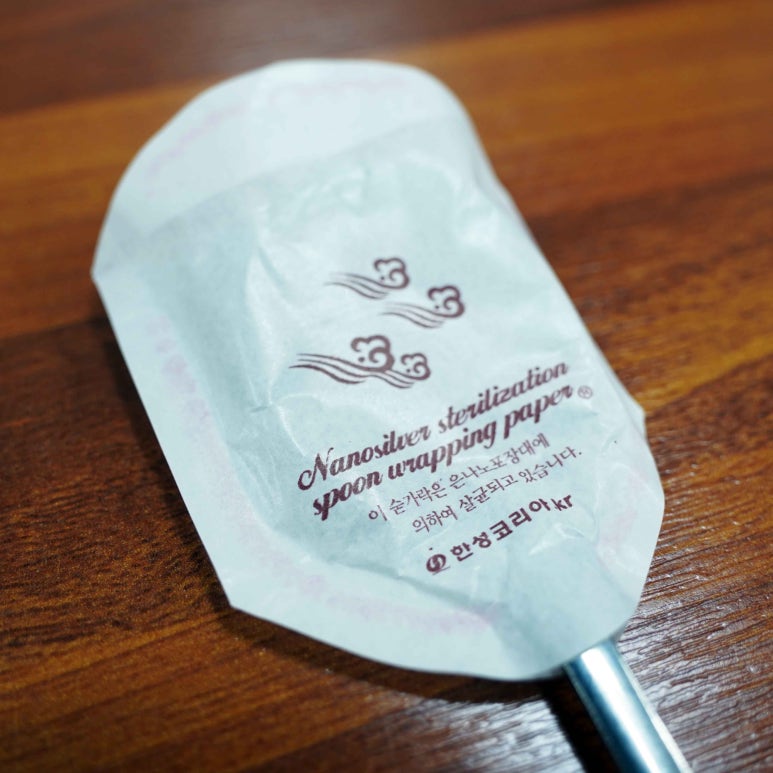 Nanosilver sterilization
spoon wrapping paper®
이 숟가락은 은나노포장대에
의하여 살균되고 있습니다.
한성코리아.kr